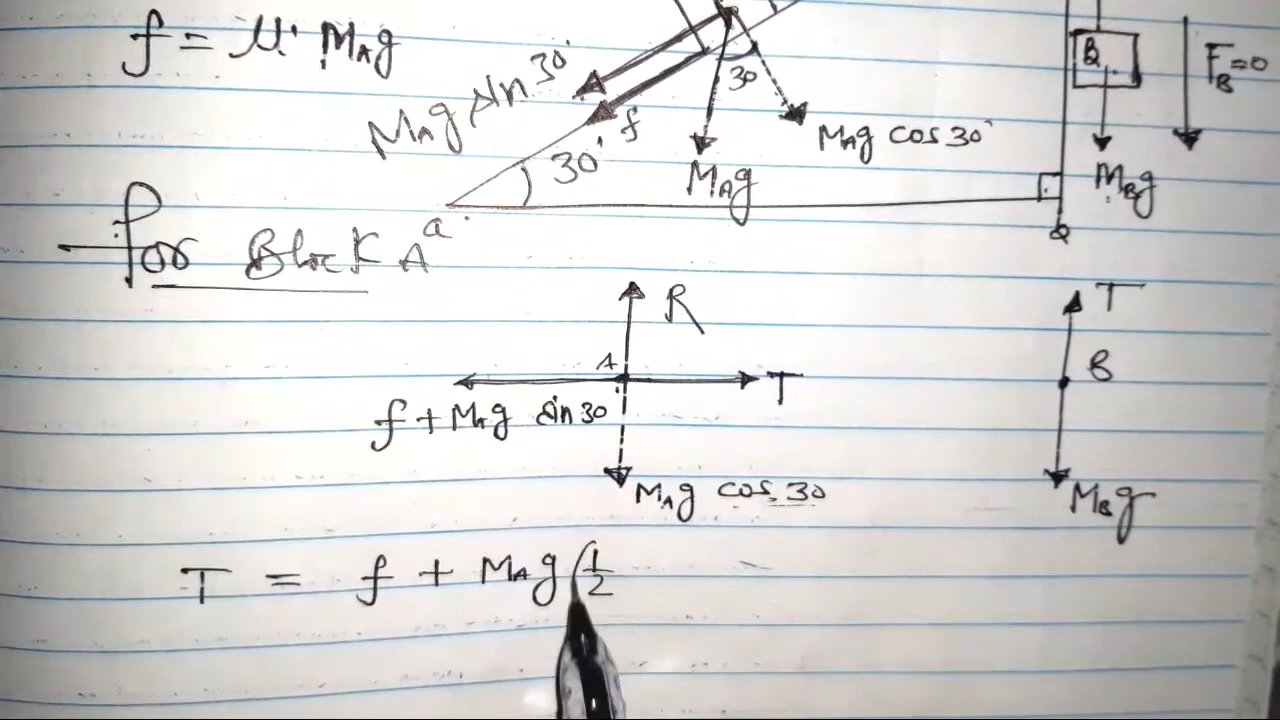 f = μ · MAg
B
FB=0
MAg sin 30°
f
30
MAg cos 30°
30°
MAg
MBg
a
Q
for Block A
R
T
A
T
B
f + MAg sin 30
MAg cos 30
MBg
T = f + MAg (1/2